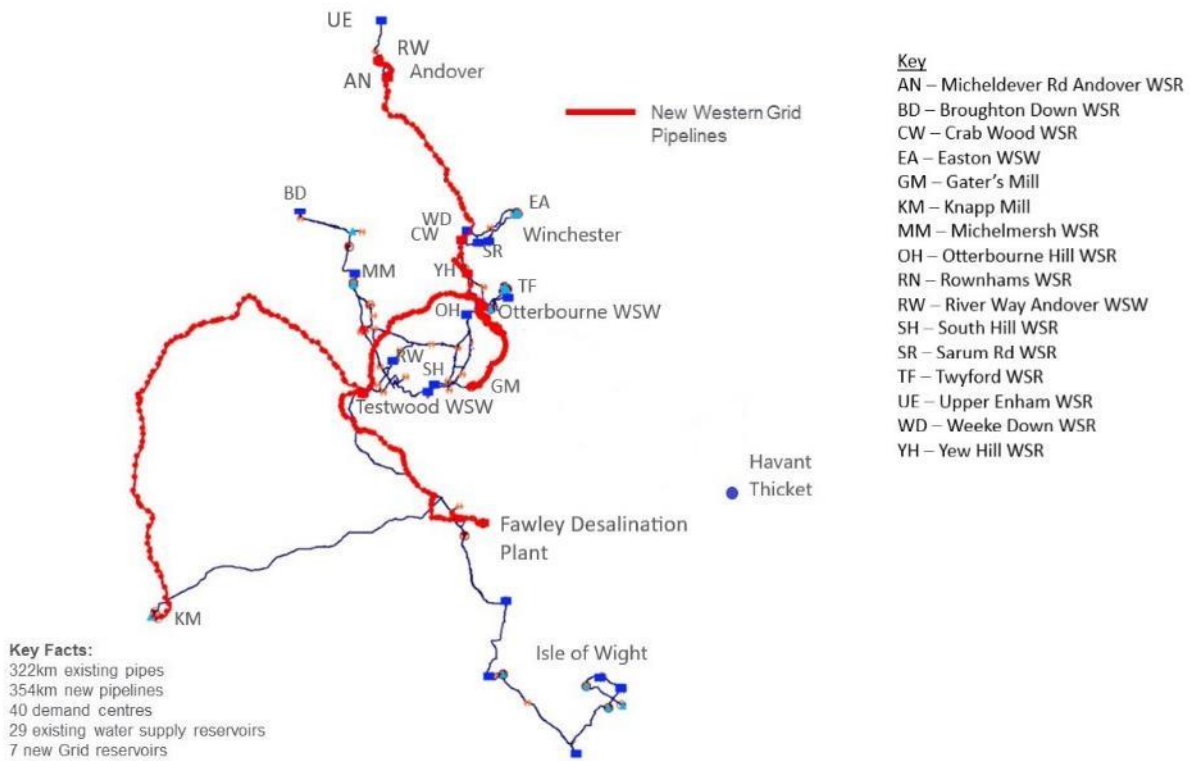 UE
RW
Andover
AN
New Western Grid
Pipelines
BD
EA
WD
Winchester
CW
SR
MM
YH
TF
OH
Otterbourne WSW
RW
SH
GM
Testwood WSW
Havant
Thicket
Fawley Desalination
Plant
KM
Isle of Wight
Key Facts:
322km existing pipes
354km new pipelines
40 demand centres
29 existing water supply reservoirs
7 new Grid reservoirs
Key
AN – Micheldever Rd Andover WSR
BD – Broughton Down WSR
CW – Crab Wood WSR
EA – Easton WSW
GM – Gater's Mill
KM – Knapp Mill
MM – Michelmersh WSR
OH – Otterbourne Hill WSR
RN – Rownhams WSR
RW – River Way Andover WSW
SH – South Hill WSR
SR – Sarum Rd WSR
TF – Twyford WSR
UE – Upper Enham WSR
WD – Weeke Down WSR
YH – Yew Hill WSR